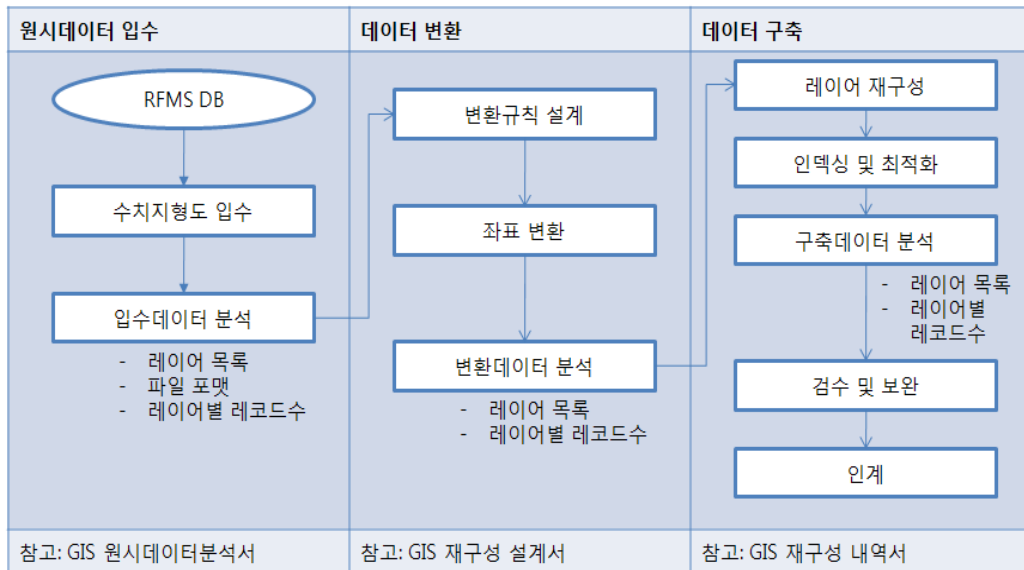 원시데이터 입수
RFMS DB
수치지형도 입수
입수데이터 분석
- 레이어 목록
- 파일 포맷
- 레이어별 레코드수
참고: GIS 원시데이터분석서
데이터 변환
변환규칙 설계
좌표 변환
변환데이터 분석
- 레이어 목록
- 레이어별 레코드수
참고: GIS 재구성 설계서
데이터 구축
레이어 재구성
인덱싱 및 최적화
구축데이터 분석
- 레이어 목록
- 레이어별
레코드수
검수 및 보완
인계
참고: GIS 재구성 내역서